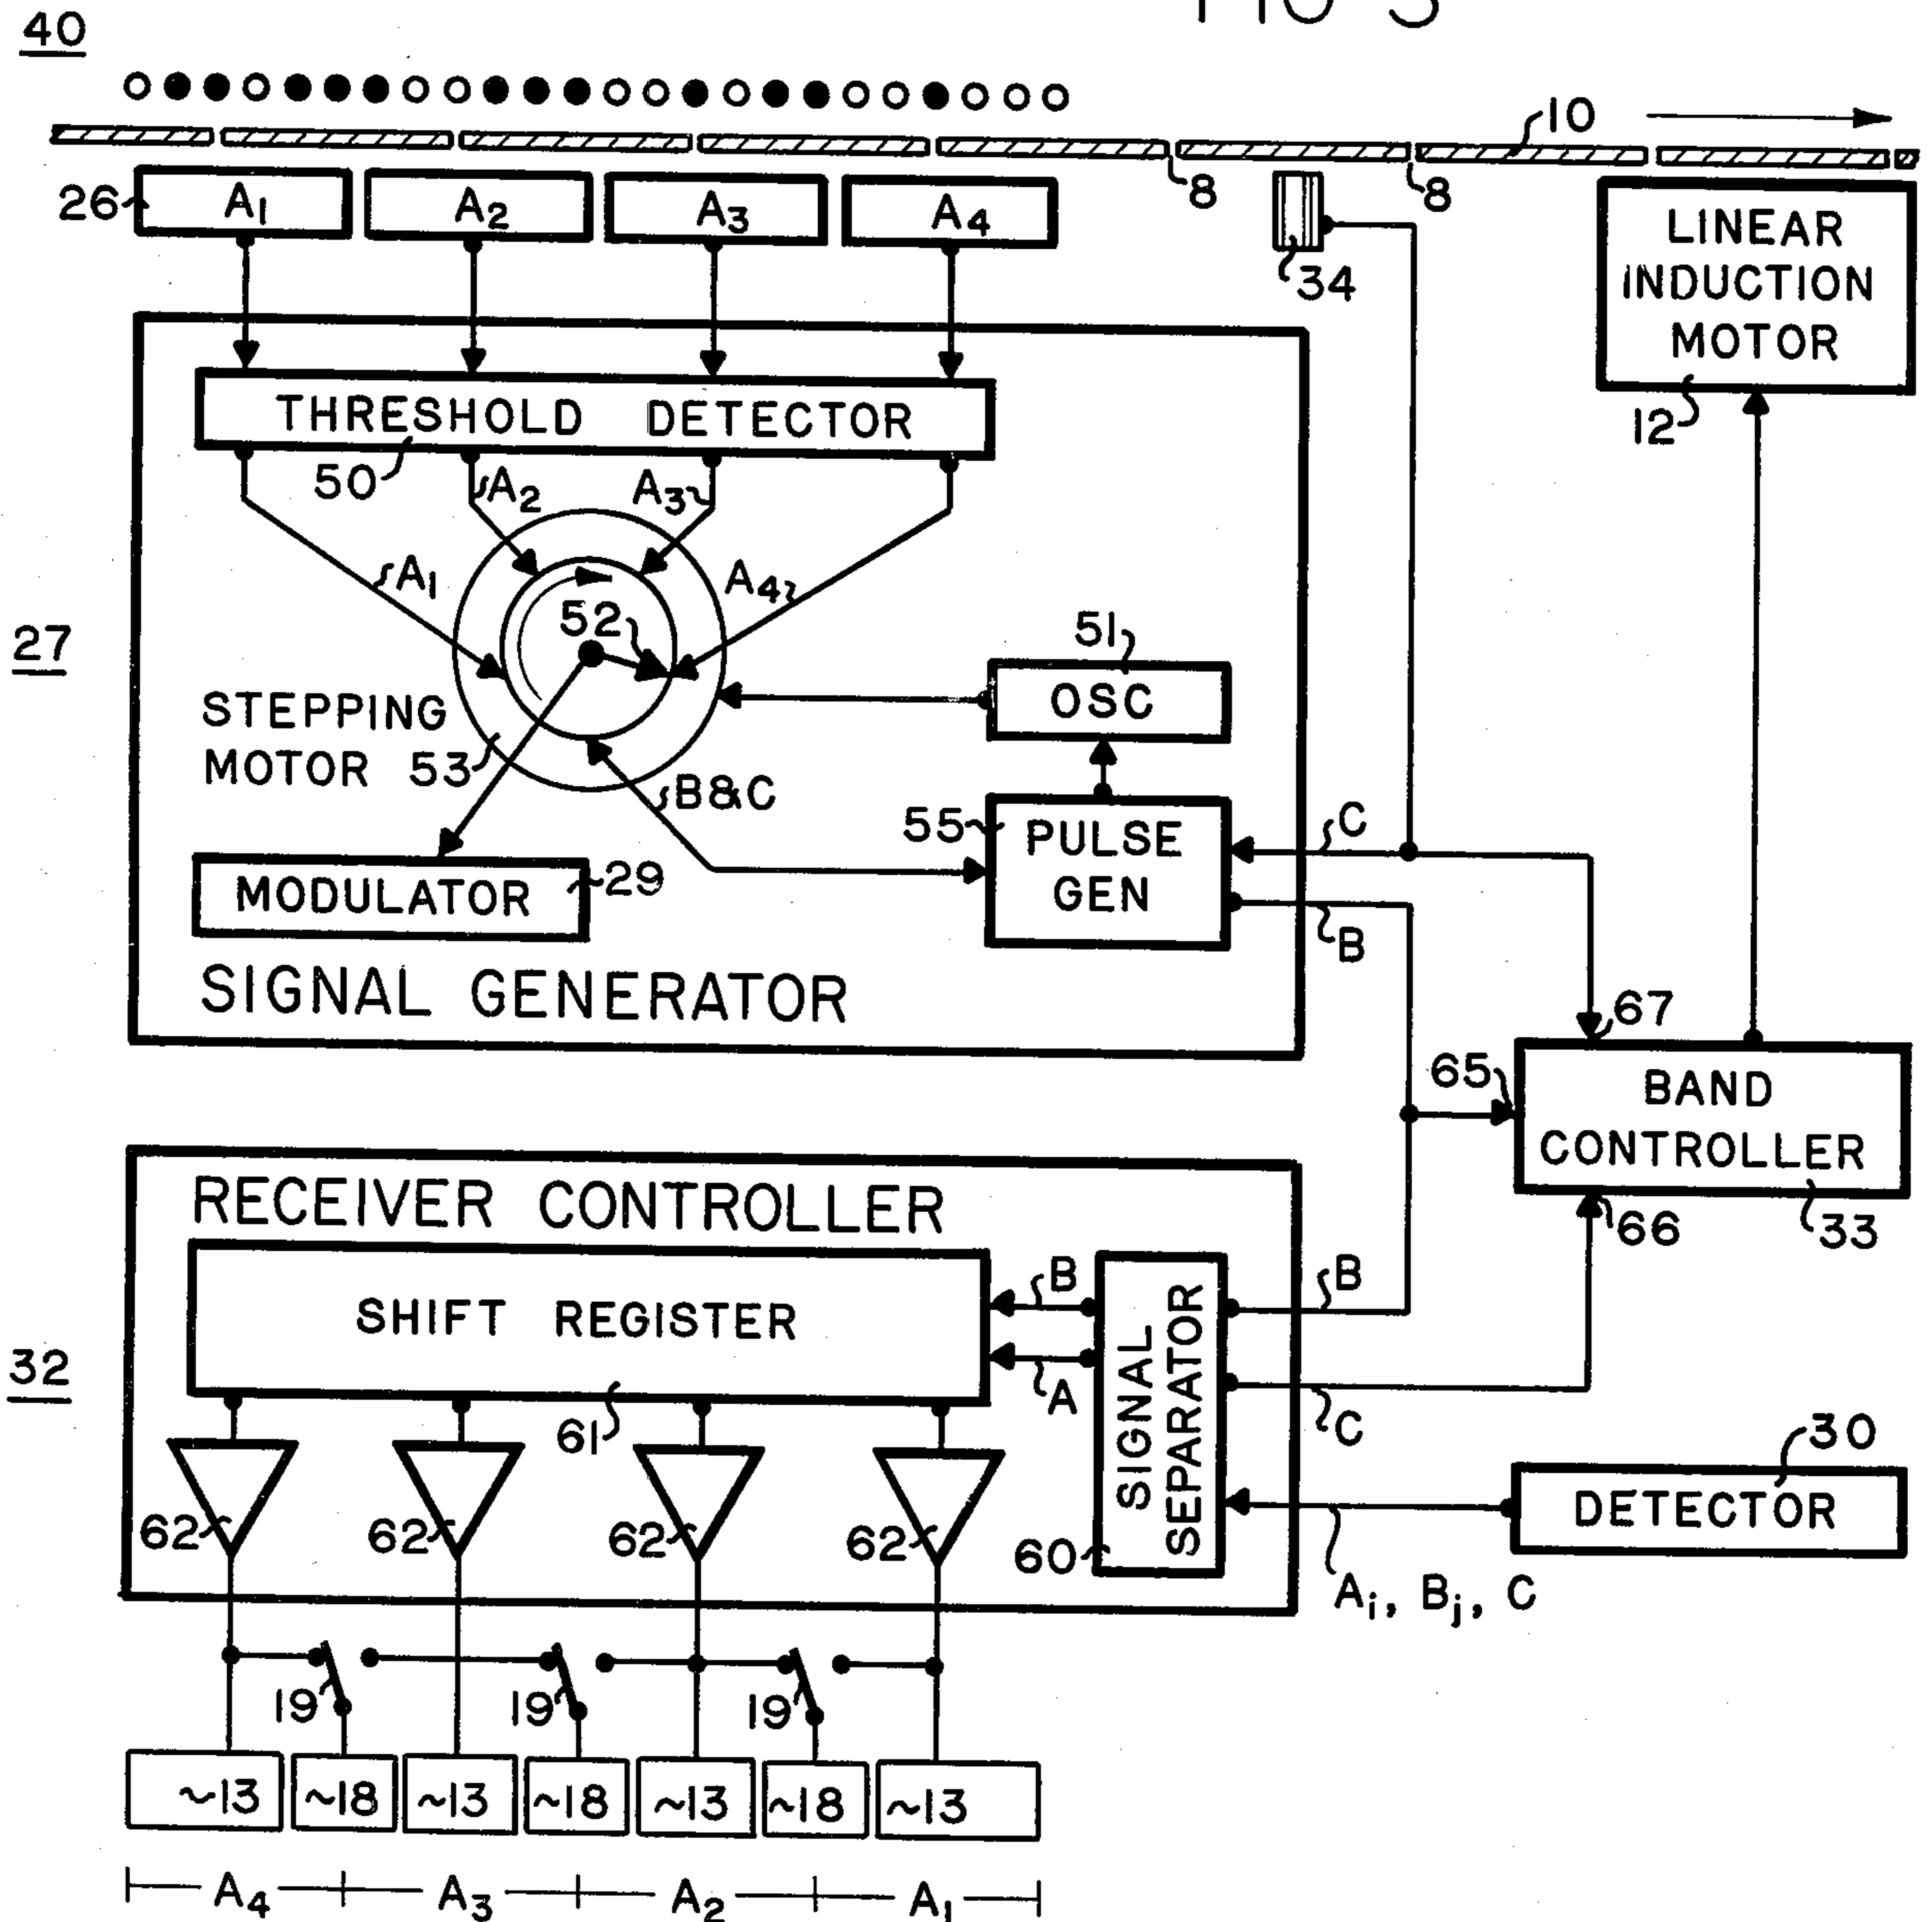 40
10
8
8
26
A1
A2
A3
A4
34
LINEAR
INDUCTION
MOTOR
12
THRESHOLD DETECTOR
50
A2
A3
A1
A4
52
27
STEPPING
MOTOR 53
51
OSC
B&C
55
PULSE
GEN
C
B
MODULATOR
29
SIGNAL GENERATOR
67
65
BAND
CONTROLLER
66
33
RECEIVER CONTROLLER
SHIFT REGISTER
B
A
SIGNAL
SEPARATOR
B
C
32
61
30
DETECTOR
62
62
62
62
60
Ai, Bj, C
19
19
19
~13
~18
~13
~18
~13
~18
~13
A4
A3
A2
A1